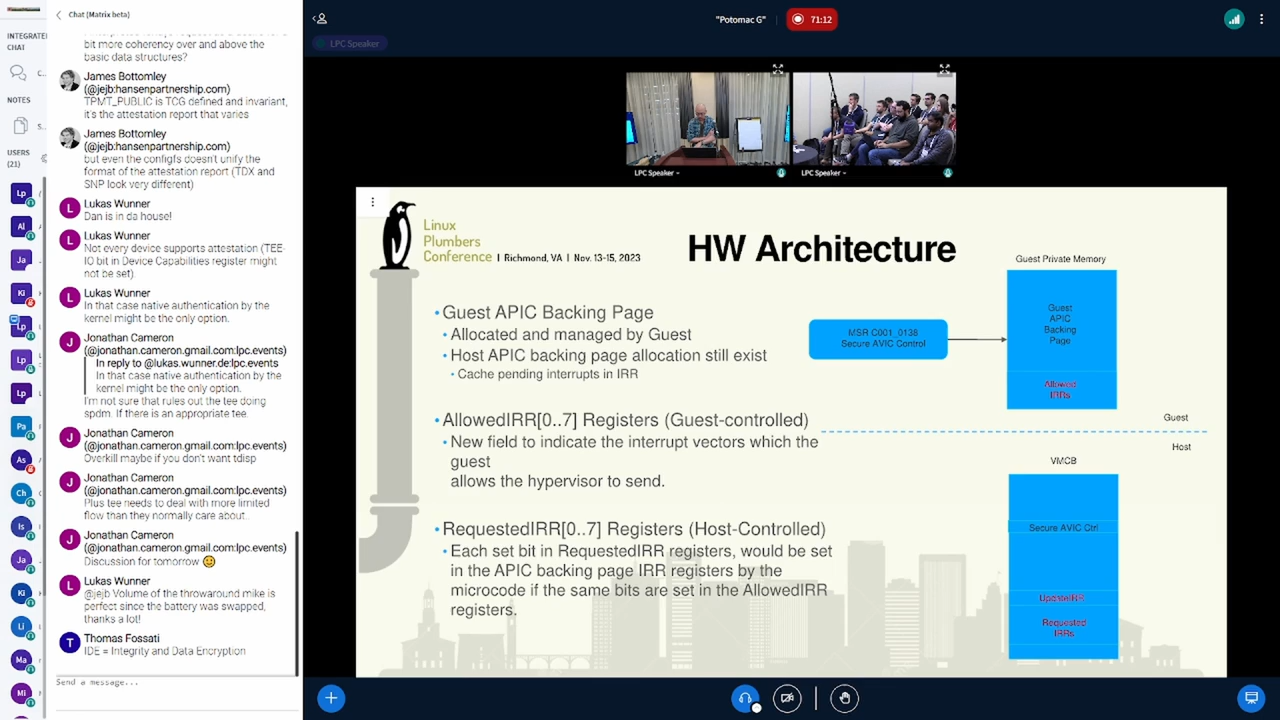 Chat (Matrix beta)
INTEGRATE
CHAT
NOTES
USERS
(21)
bit more coherency over and above the
basic data structures?
James Bottomley
(@jejb:hansenpartnership.com)
TPMT_PUBLIC is TCG defined and invariant,
it's the attestation report that varies
James Bottomley
(@jejb:hansenpartnership.com)
but even the configfs doesn't unify the
format of the attestation report (TDX and
SNP look very different)
Lukas Wunner
Dan is in da house!
Lukas Wunner
Not every device supports attestation (TEE-
IO bit in Device Capabilities register might
not be set).
Lukas Wunner
In that case native authentication by the
kernel might be the only option.
Jonathan Cameron
(@jonathan.cameron.gmail.com:lpc.events)
In reply to @lukas.wunner.de:lpc.events
In that case native authentication by the
kernel might be the only option.
I'm not sure that rules out the tee doing
spdm. If there is an appropriate tee.
Jonathan Cameron
(@jonathan.cameron.gmail.com:lpc.events)
Overkill maybe if you don't want tdisp
Jonathan Cameron
(@jonathan.cameron.gmail.com:lpc.events)
Plus tee needs to deal with more limited
flow than they normally care about..
Jonathan Cameron
(@jonathan.cameron.gmail.com:lpc.events)
Discussion for tomorrow 🙂
Lukas Wunner
@jejb Volume of the throwaround mike is
perfect since the battery was swapped,
thanks a lot!
Thomas Fossati
IDE = Integrity and Data Encryption
Send a message...
Lp
Al
Ja
Ki
Lp
Lp
Lp
Pa
As
Ch
Is
Ja
Ki
Li
Ma
Mi
"Potomac G"
71:12
LPC Speaker
LPC Speaker
LPC Speaker
Linux
Plumbers
Conference | Richmond, VA | Nov. 13-15, 2023
HW Architecture
• Guest APIC Backing Page
• Allocated and managed by Guest
• Host APIC backing page allocation still exist
• Cache pending interrupts in IRR
• AllowedIRR[0..7] Registers (Guest-controlled)
• New field to indicate the interrupt vectors which the
guest
allows the hypervisor to send.
• RequestedIRR[0..7] Registers (Host-Controlled)
• Each set bit in RequestedIRR registers, would be set
in the APIC backing page IRR registers by the
microcode if the same bits are set in the AllowedIRR
registers.
MSR C001_0138
Secure AVIC Control
Guest Private Memory
Guest
APIC
Backing
Page
Allowed
IRRs
Guest
Host
VMCB
Secure AVIC Ctrl
UpdateIRR
Requested
IRRs